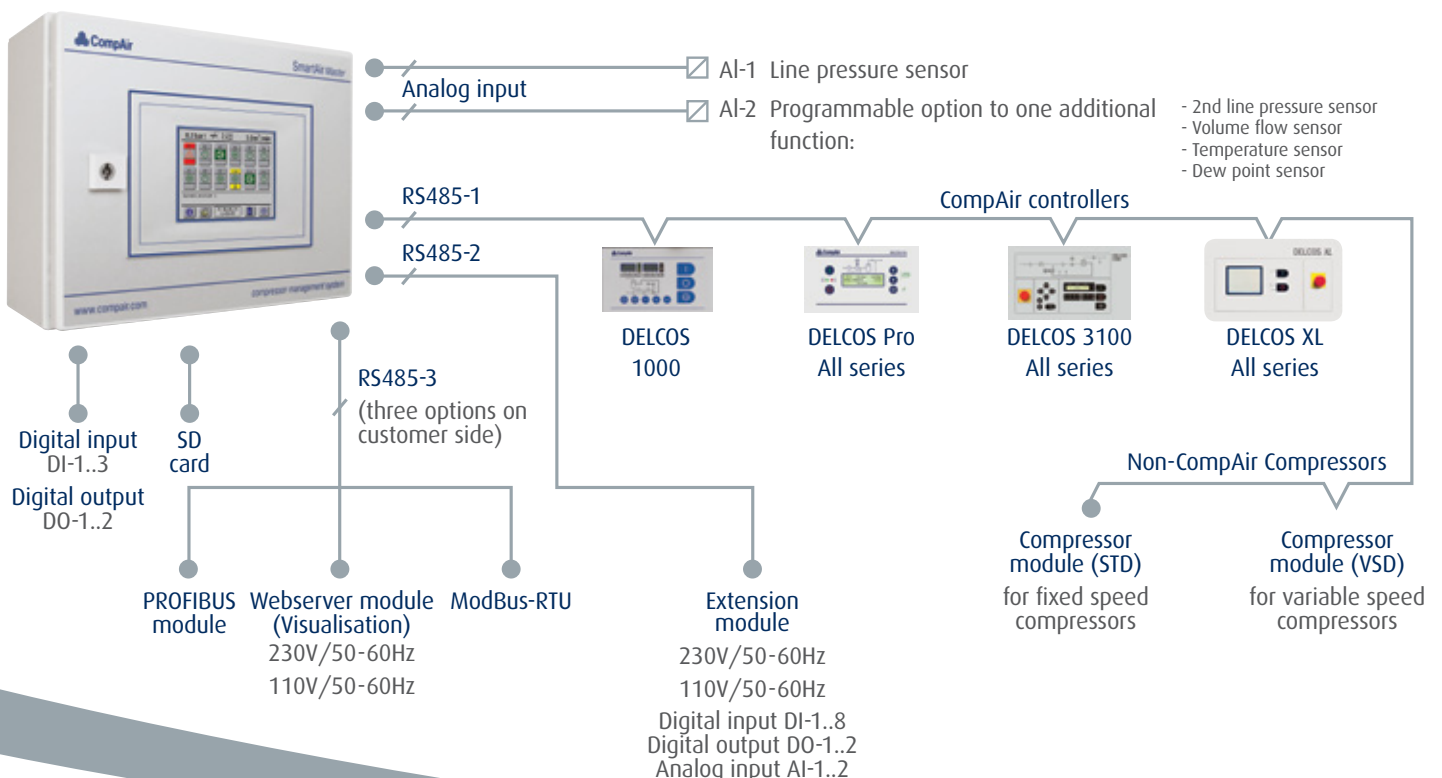 CompAir
SmartAir Master
www.compair.com
compressor management system
Analog input
AI-1 Line pressure sensor
AI-2 Programmable option to one additional
function:
- 2nd line pressure sensor
- Volume flow sensor
- Temperature sensor
- Dew point sensor
RS485-1
CompAir controllers
RS485-2
DELCOS XL
DELCOS
1000
DELCOS Pro
All series
DELCOS 3100
All series
DELCOS XL
All series
RS485-3
(three options on
customer side)
Digital input
DI-1..3
Digital output
DO-1..2
SD
card
Non-CompAir Compressors
Compressor
module (STD)
for fixed speed
compressors
Compressor
module (VSD)
for variable speed
compressors
PROFIBUS
module
Webserver module
(Visualisation)
230V/50-60Hz
110V/50-60Hz
ModBus-RTU
Extension
module
230V/50-60Hz
110V/50-60Hz
Digital input DI-1..8
Digital output DO-1..2
Analog input AI-1..2